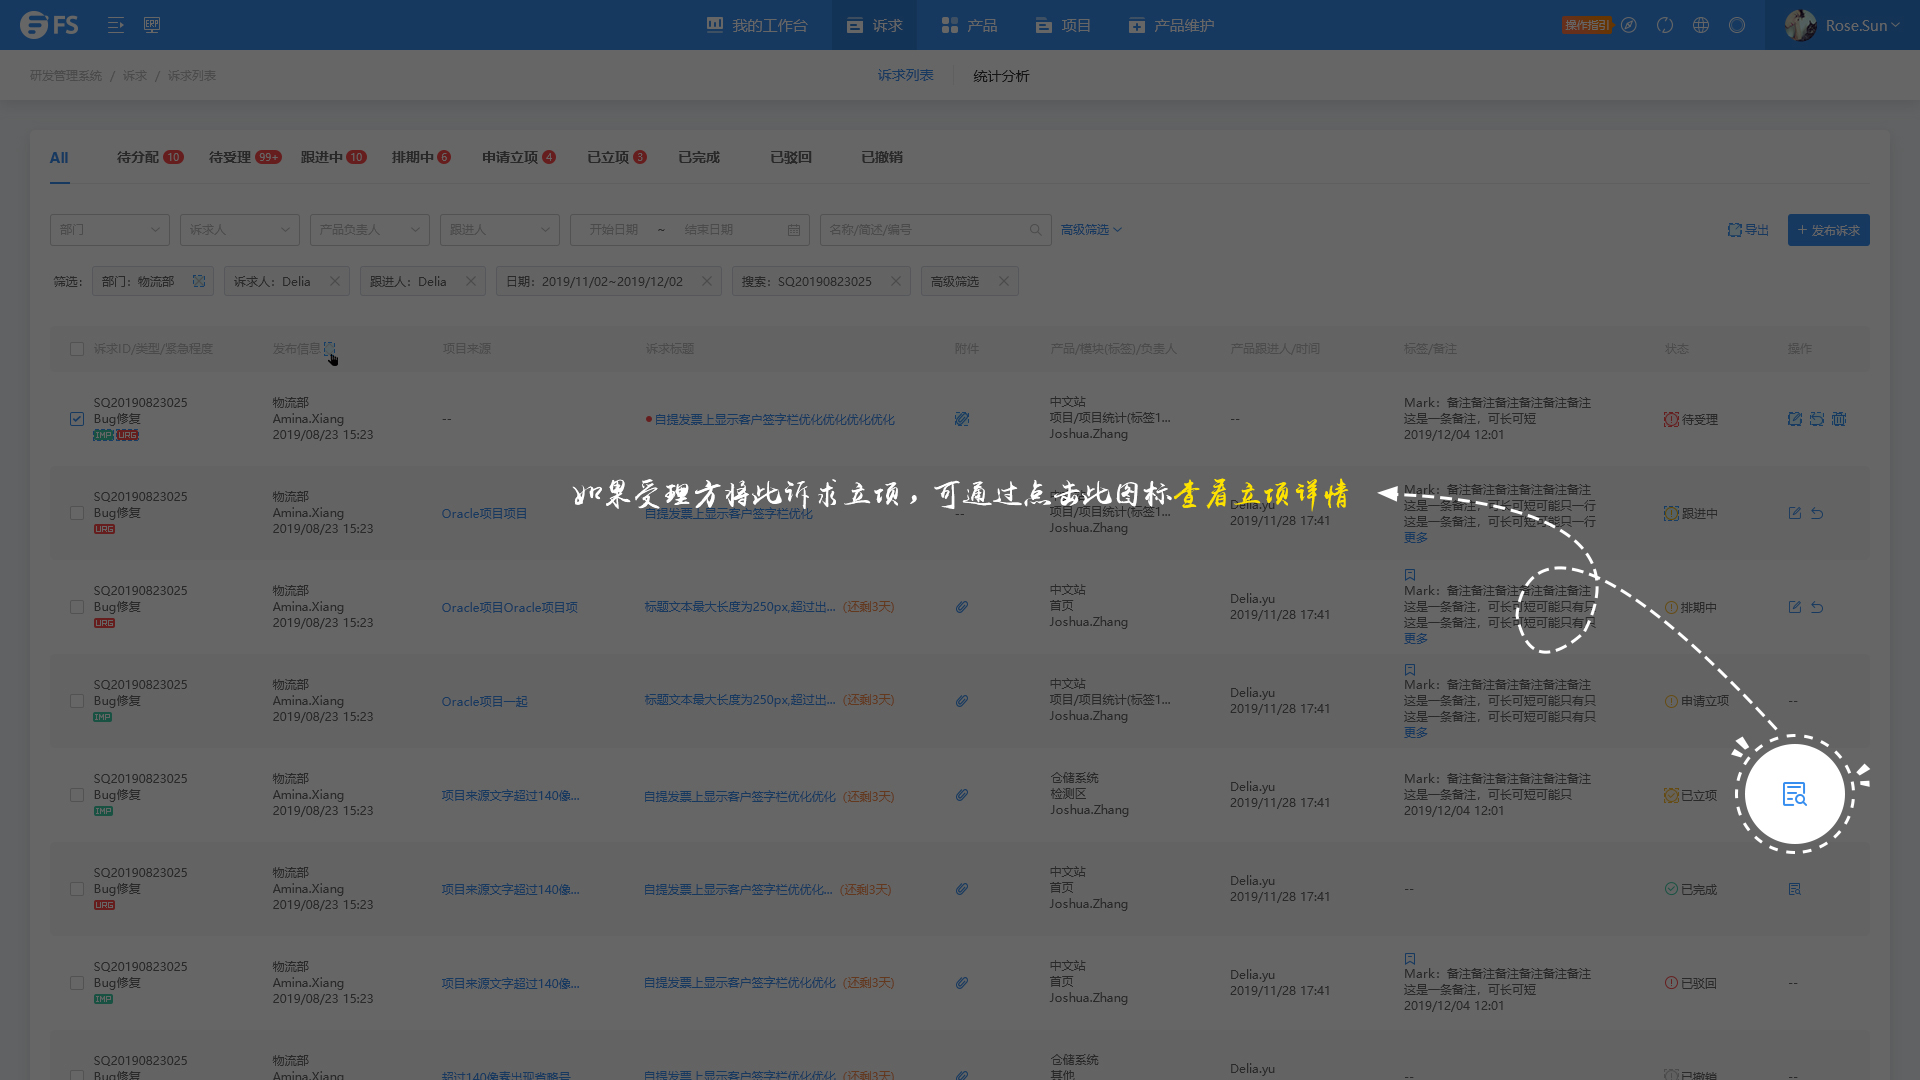 FS ERP 我的工作台 诉求 产品 项目 产品维护 操作指引 Rose.Sun
研发管理系统 / 诉求 / 诉求列表 诉求列表 统计分析
All 待分配 10 待受理 99+ 跟进中 10 排期中 6 申请立项 4 已立项 3 已完成 已驳回 已撤销
部门 诉求人 产品负责人 跟进人 开始日期 ~ 结束日期 名称/简述/编号 高级筛选 导出 + 发布诉求
筛选: 部门：物流部 诉求人：Delia 跟进人：Delia 日期：2019/11/02~2019/12/02 搜索：SQ20190823025 高级筛选
诉求ID/类型/紧急程度 发布信息 项目来源 诉求标题 附件 产品/模块(标签)/负责人 产品跟进人/时间 标签/备注 状态 操作
SQ20190823025 物流部 中文站 Mark：备注备注备注备注备注备注
Bug修复 Amina.Xiang -- 自提发票上显示客户签字栏优化优化优化优化 项目/项目统计(标签1... -- 这是一条备注，可长可短 待受理
IMP URG 2019/08/23 15:23 Joshua.Zhang 2019/12/04 12:01
如果受理方将此诉求立项，可通过点击此图标查看立项详情
SQ20190823025 物流部 Mark：备注备注备注备注备注备注
Bug修复 Amina.Xiang Oracle项目项目 自提发票上显示客户签字栏优化 -- 项目/项目统计(标签1... Delia.yu 这是一条备注，可长可短可能只一行 跟进中
URG 2019/08/23 15:23 Joshua.Zhang 2019/11/28 17:41 这是一条备注，可长可短可能只一行
更多
SQ20190823025 物流部 中文站 Mark：备注备注备注备注备注备注
Bug修复 Amina.Xiang Oracle项目Oracle项目项 标题文本最大长度为250px,超过出... (还剩3天) 首页 Delia.yu 这是一条备注，可长可短可能只有只 排期中
URG 2019/08/23 15:23 Joshua.Zhang 2019/11/28 17:41 这是一条备注，可长可短可能只有只
更多
SQ20190823025 物流部 中文站 Mark：备注备注备注备注备注备注
Bug修复 Amina.Xiang Oracle项目一起 标题文本最大长度为250px,超过出... (还剩3天) 项目/项目统计(标签1... Delia.yu 这是一条备注，可长可短可能只有只 申请立项 --
IMP 2019/08/23 15:23 Joshua.Zhang 2019/11/28 17:41 这是一条备注，可长可短可能只有只
更多
SQ20190823025 物流部 仓储系统 Mark：备注备注备注备注备注备注
Bug修复 Amina.Xiang 项目来源文字超过140像... 自提发票上显示客户签字栏优化优化 (还剩3天) 检测区 Delia.yu 这是一条备注，可长可短可能只 已立项
IMP 2019/08/23 15:23 Joshua.Zhang 2019/11/28 17:41 2019/12/04 12:01
SQ20190823025 物流部 中文站
Bug修复 Amina.Xiang 项目来源文字超过140像... 自提发票上显示客户签字栏优优化... (还剩3天) 首页 Delia.yu -- 已完成
URG 2019/08/23 15:23 Joshua.Zhang 2019/11/28 17:41
SQ20190823025 物流部 中文站 Mark：备注备注备注备注备注备注
Bug修复 Amina.Xiang 项目来源文字超过140像... 自提发票上显示客户签字栏优化优化 (还剩3天) 首页 Delia.yu 这是一条备注，可长可短 已驳回 --
IMP 2019/08/23 15:23 Joshua.Zhang 2019/11/28 17:41 2019/12/04 12:01
SQ20190823025 物流部 仓储系统
Bug修复 Amina.Xiang 超过140像素出现省略号 自提发票上显示客户签字栏优化优化 (还剩3天) 其他 Delia.yu -- 已撤销 --